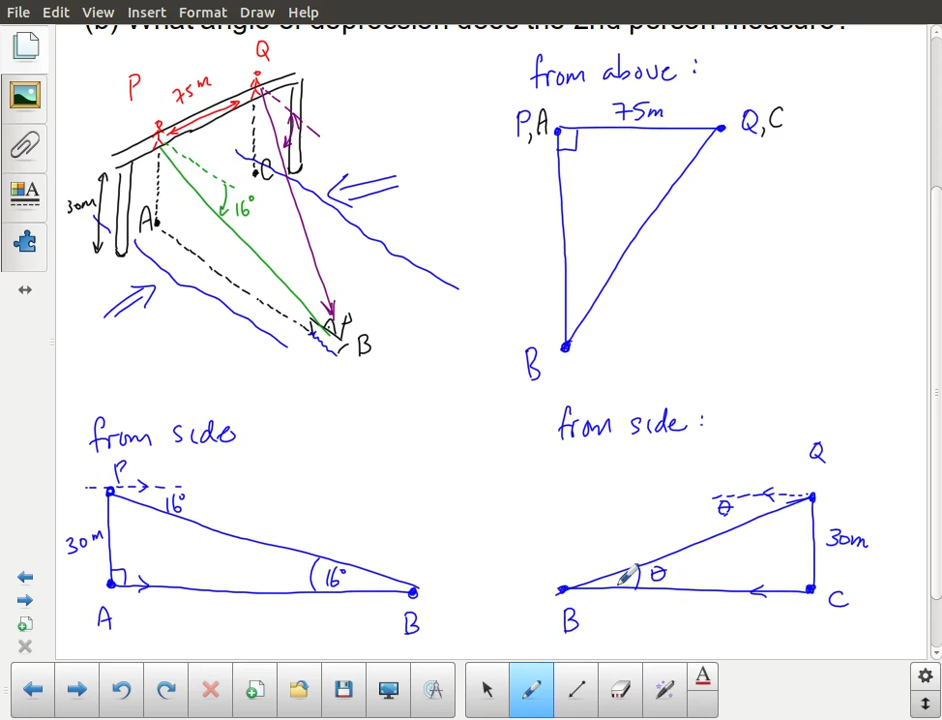 File Edit View Insert Format Draw Help
(b) What angle of depression does the 2nd person measure?
from above :
P
75m
Q
P,A
75m
Q,C
30m
A
C
16°
B
B
from side
from side :
P
16°
30m
16°
A
B
Q
θ
30m
θ
B
C
A